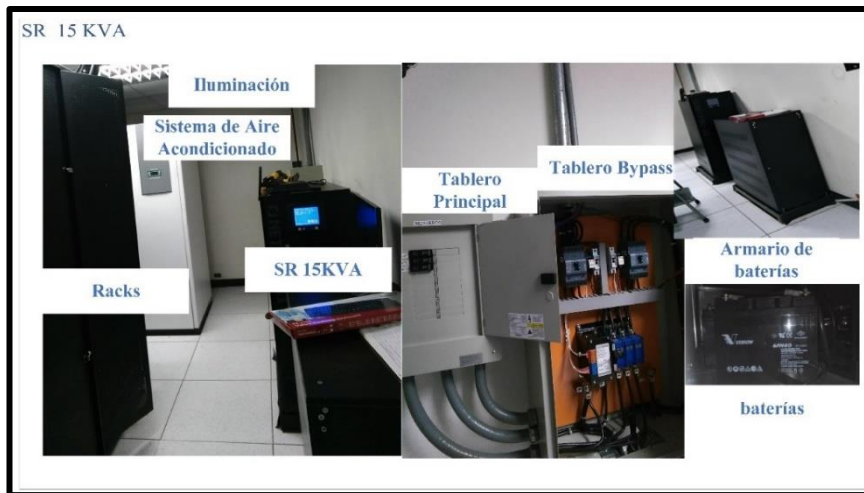 SR 15 KVA
Iluminación
Sistema de Aire
Acondicionado
SR 15KVA
Racks
Tablero
Principal
Tablero Bypass
Armario de
baterías
baterías